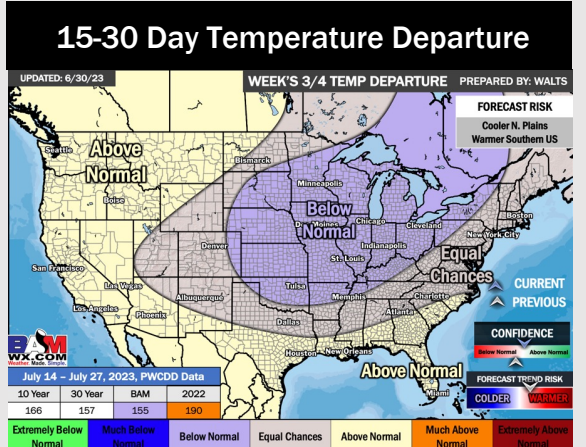 15-30 Day Temperature Departure
UPDATED: 6/30/23
WEEK'S 3/4 TEMP DEPARTURE PREPARED BY: WALTS
FORECAST RISK
Cooler N. Plains
Warmer Southern US
Seattle
Above
Normal
Bismarck
Minneapolis
Boise
Below
Normal
Boston
Chicago
Cleveland
New York City
Denver
Indianapolis
St. Louis
Equal
Chances
San Francisco
Las Vegas
Tulsa
CURRENT
PREVIOUS
Albuquerque
Memphis
Charlotte
Los Angeles
Phoenix
Atlanta
Dallas
CONFIDENCE
Below Normal
Above Normal
BAM
WX.COM
Weather Made. Simple.
Houston
New Orleans
Above Normal
Miami
FORECAST TREND RISK
COLDER
WARMER
July 14 – July 27, 2023, PWCDD Data
10 Year 30 Year BAM 2022
166 157 155 190
Extremely Below
Normal
Much Below
Normal
Below Normal
Equal Chances
Above Normal
Much Above
Normal
Extremely Above
Normal